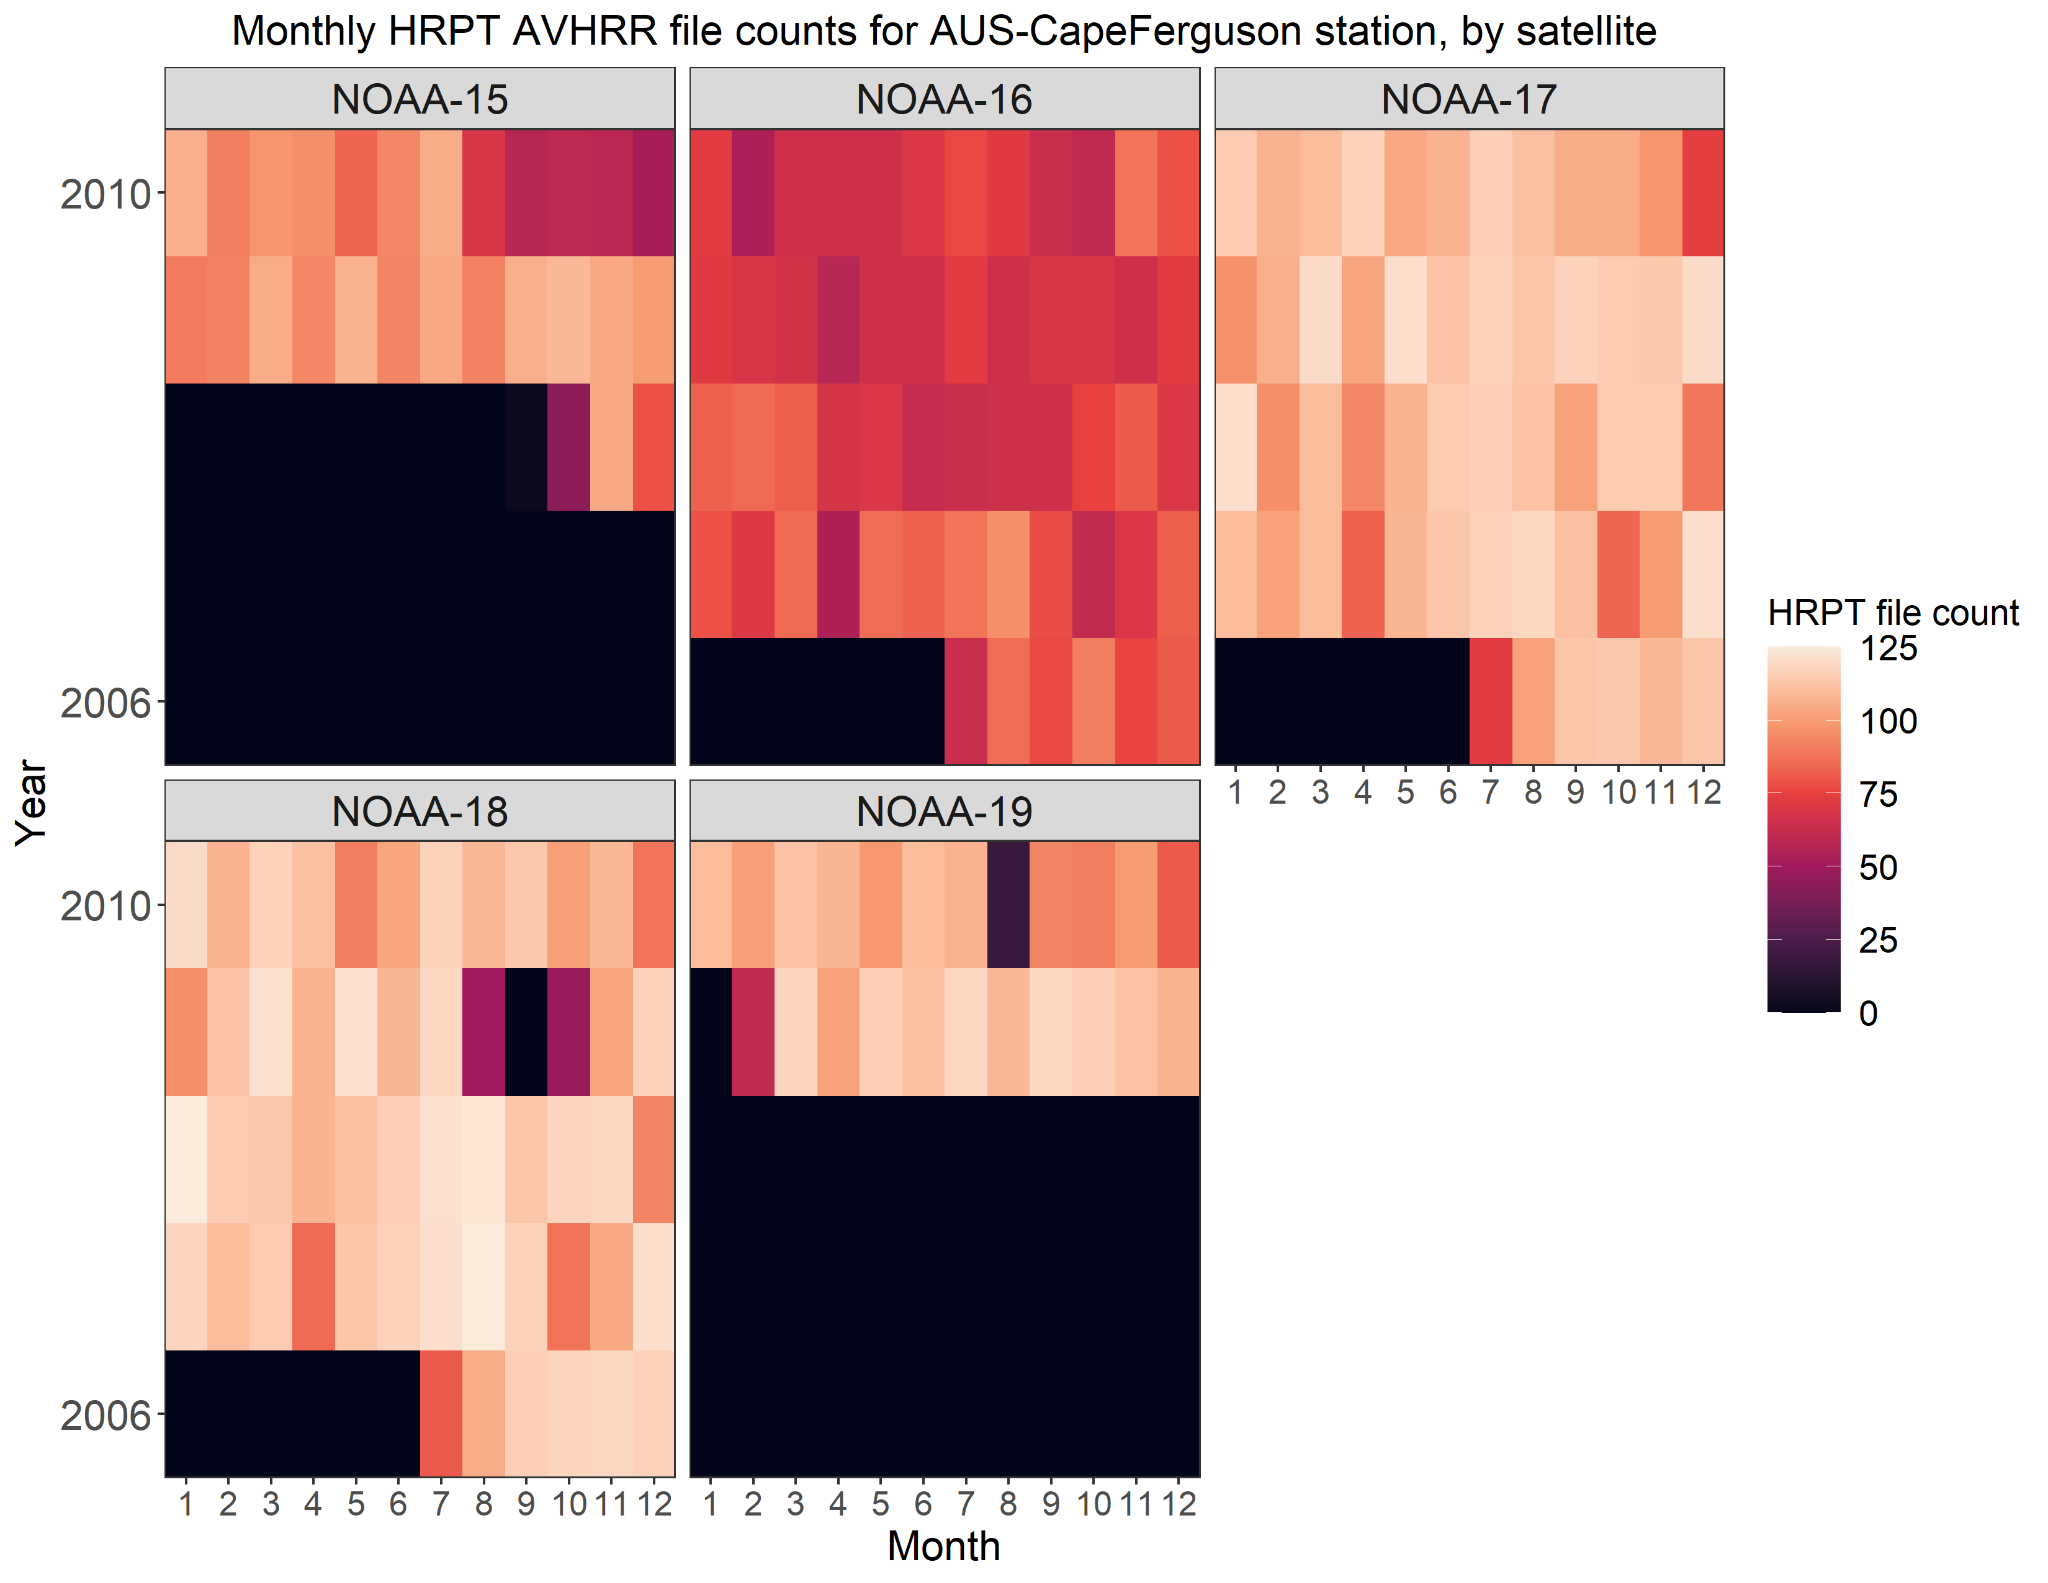 Monthly HRPT AVHRR file counts for AUS-CapeFerguson station, by satellite
NOAA-15 NOAA-16 NOAA-17
2010
2006
1 2 3 4 5 6 7 8 9 10 11 12
Year
NOAA-18 NOAA-19
2010
2006
1 2 3 4 5 6 7 8 9 10 11 12 1 2 3 4 5 6 7 8 9 10 11 12
Month
HRPT file count
125
100
75
50
25
0